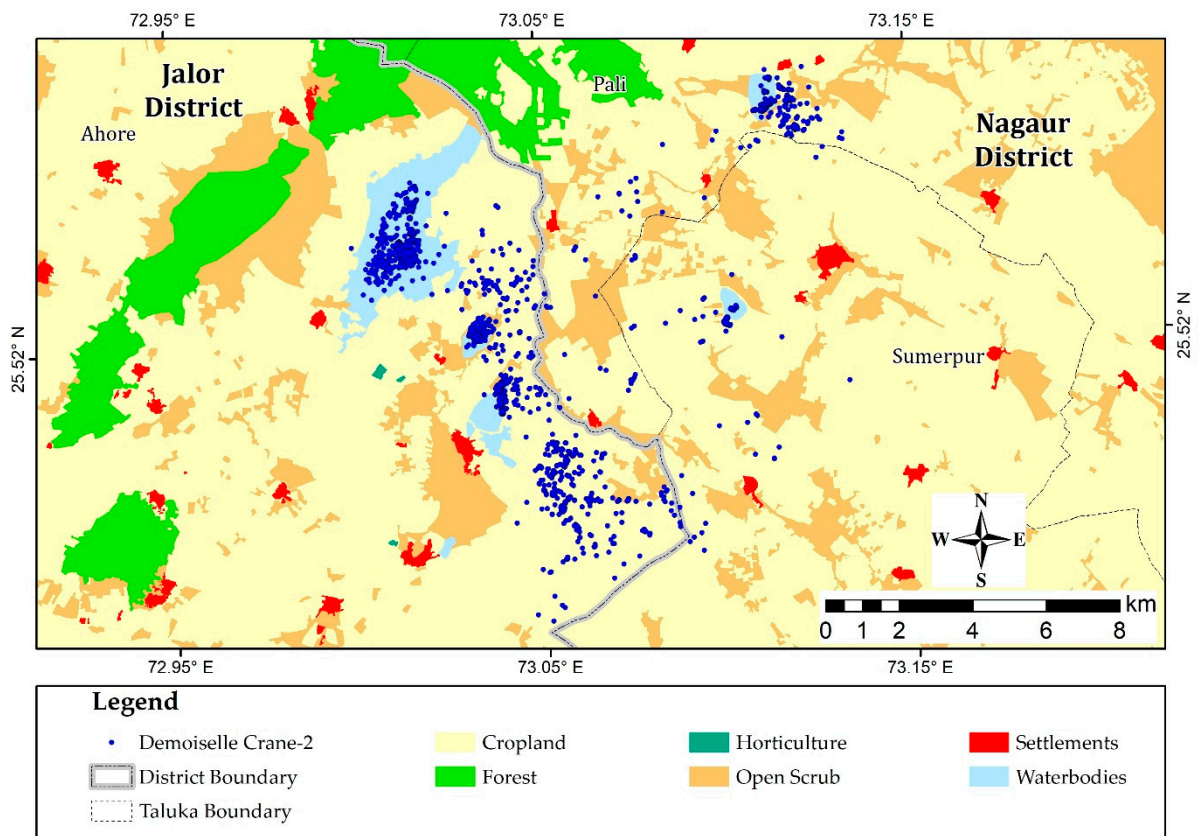 72.95° E
73.05° E
73.15° E
Jalor
District
Pali
Ahore
Nagaur
District
25.52° N
25.52° N
Sumerpur
N
W
E
S
km
0 1 2 4 6 8
72.95° E
73.05° E
73.15° E
Legend
Demoiselle Crane-2
Cropland
Horticulture
Settlements
District Boundary
Forest
Open Scrub
Waterbodies
Taluka Boundary